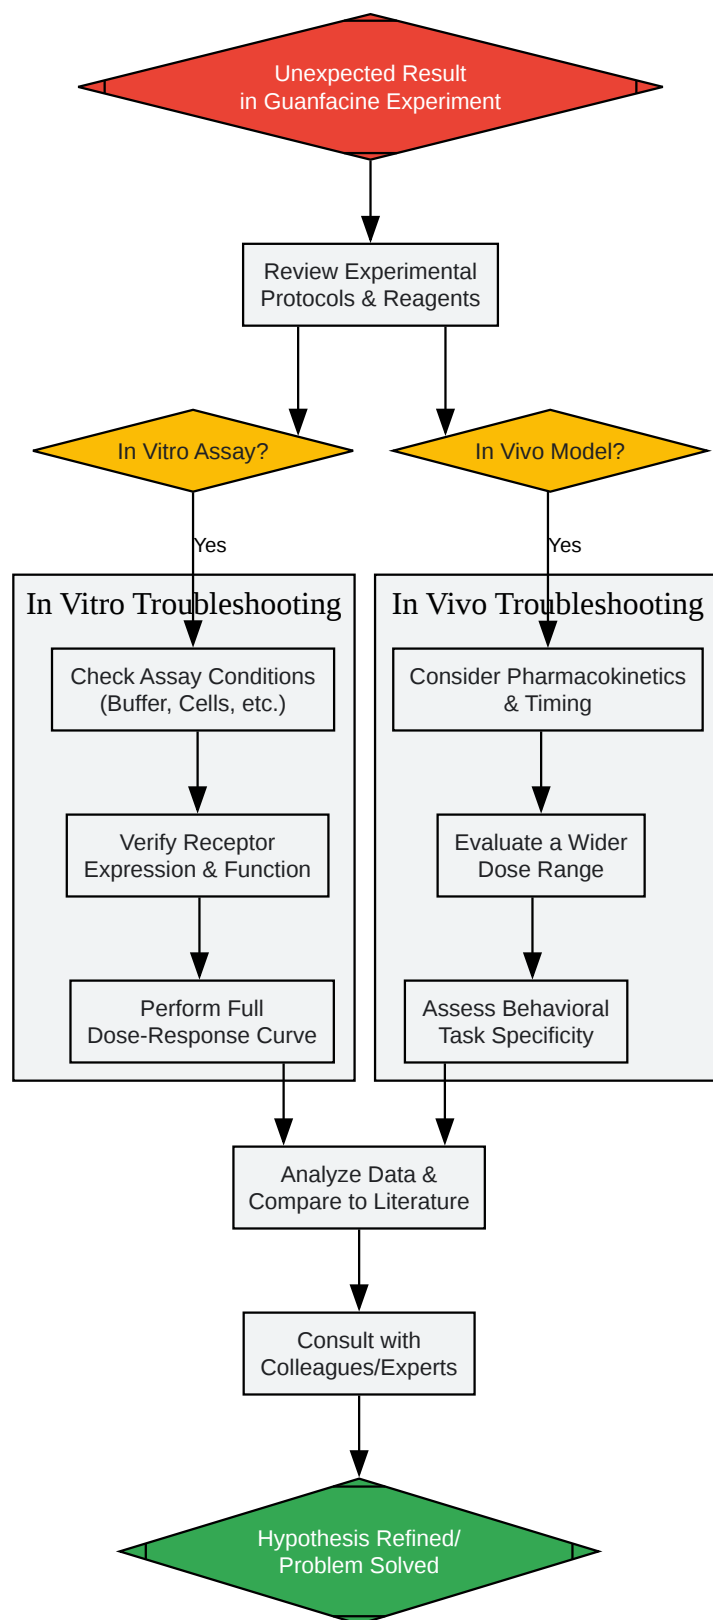 Unexpected Result
in Guanfacine Experiment
Review Experimental
Protocols & Reagents
In Vitro Assay?
In Vivo Model?
Yes
Yes
In Vitro Troubleshooting
Check Assay Conditions
(Buffer, Cells, etc.)
Verify Receptor
Expression & Function
Perform Full
Dose-Response Curve
In Vivo Troubleshooting
Consider Pharmacokinetics
& Timing
Evaluate a Wider
Dose Range
Assess Behavioral
Task Specificity
Analyze Data &
Compare to Literature
Consult with
Colleagues/Experts
Hypothesis Refined/
Problem Solved